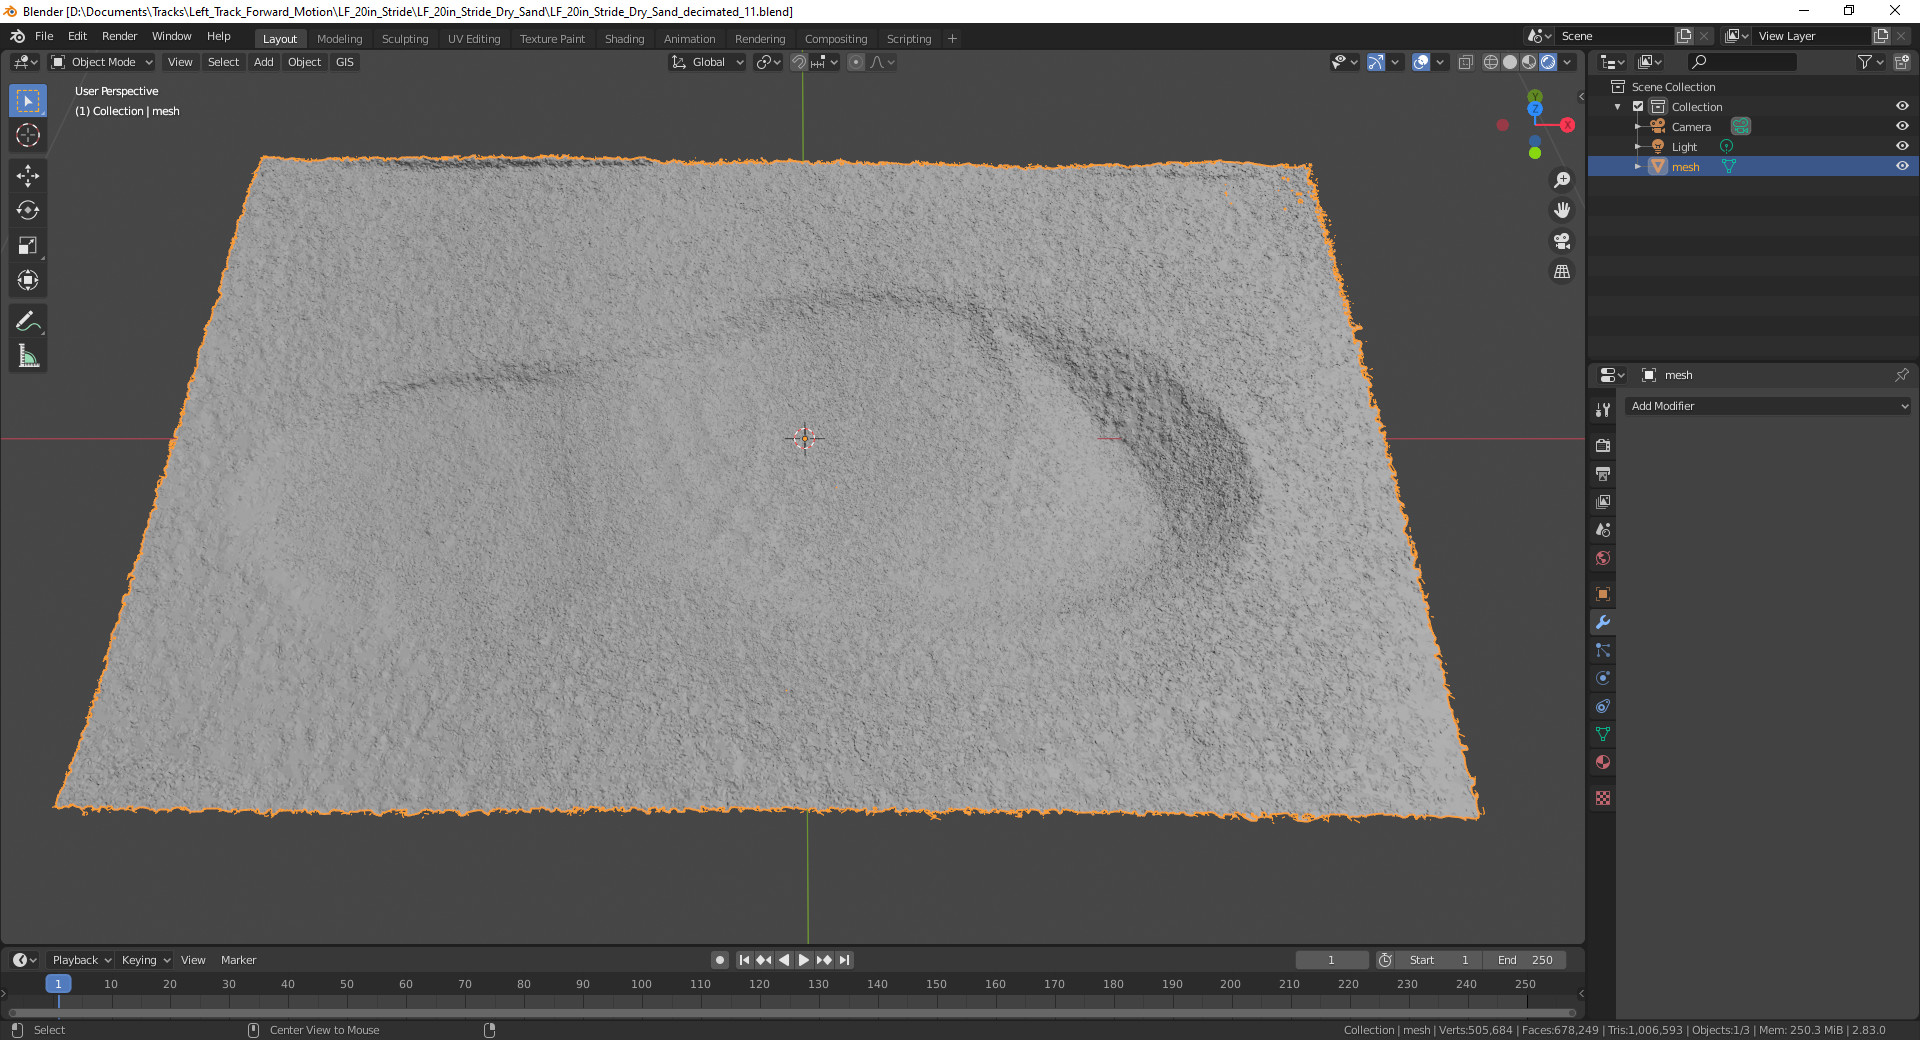 Blender [D:\Documents\Tracks\Left_Track_Forward_Motion\LF_20in_Stride\LF_20in_Stride_Dry_Sand\LF_20in_Stride_Dry_Sand_decimated_11.blend]
File Edit Render Window Help Layout Modeling Sculpting UV Editing Texture Paint Shading Animation Rendering Compositing Scripting + Scene View Layer
Object Mode View Select Add Object GIS Global
User Perspective
(1) Collection | mesh
Y
Z
X
Scene Collection
Collection
Camera
Light
mesh
mesh
Add Modifier
Playback Keying View Marker 1 Start 1 End 250
1 10 20 30 40 50 60 70 80 90 100 110 120 130 140 150 160 170 180 190 200 210 220 230 240 250
Select Center View to Mouse Collection | mesh | Verts:505,684 | Faces:678,249 | Tris:1,006,593 | Objects:1/3 | Mem: 250.3 MiB | 2.83.0